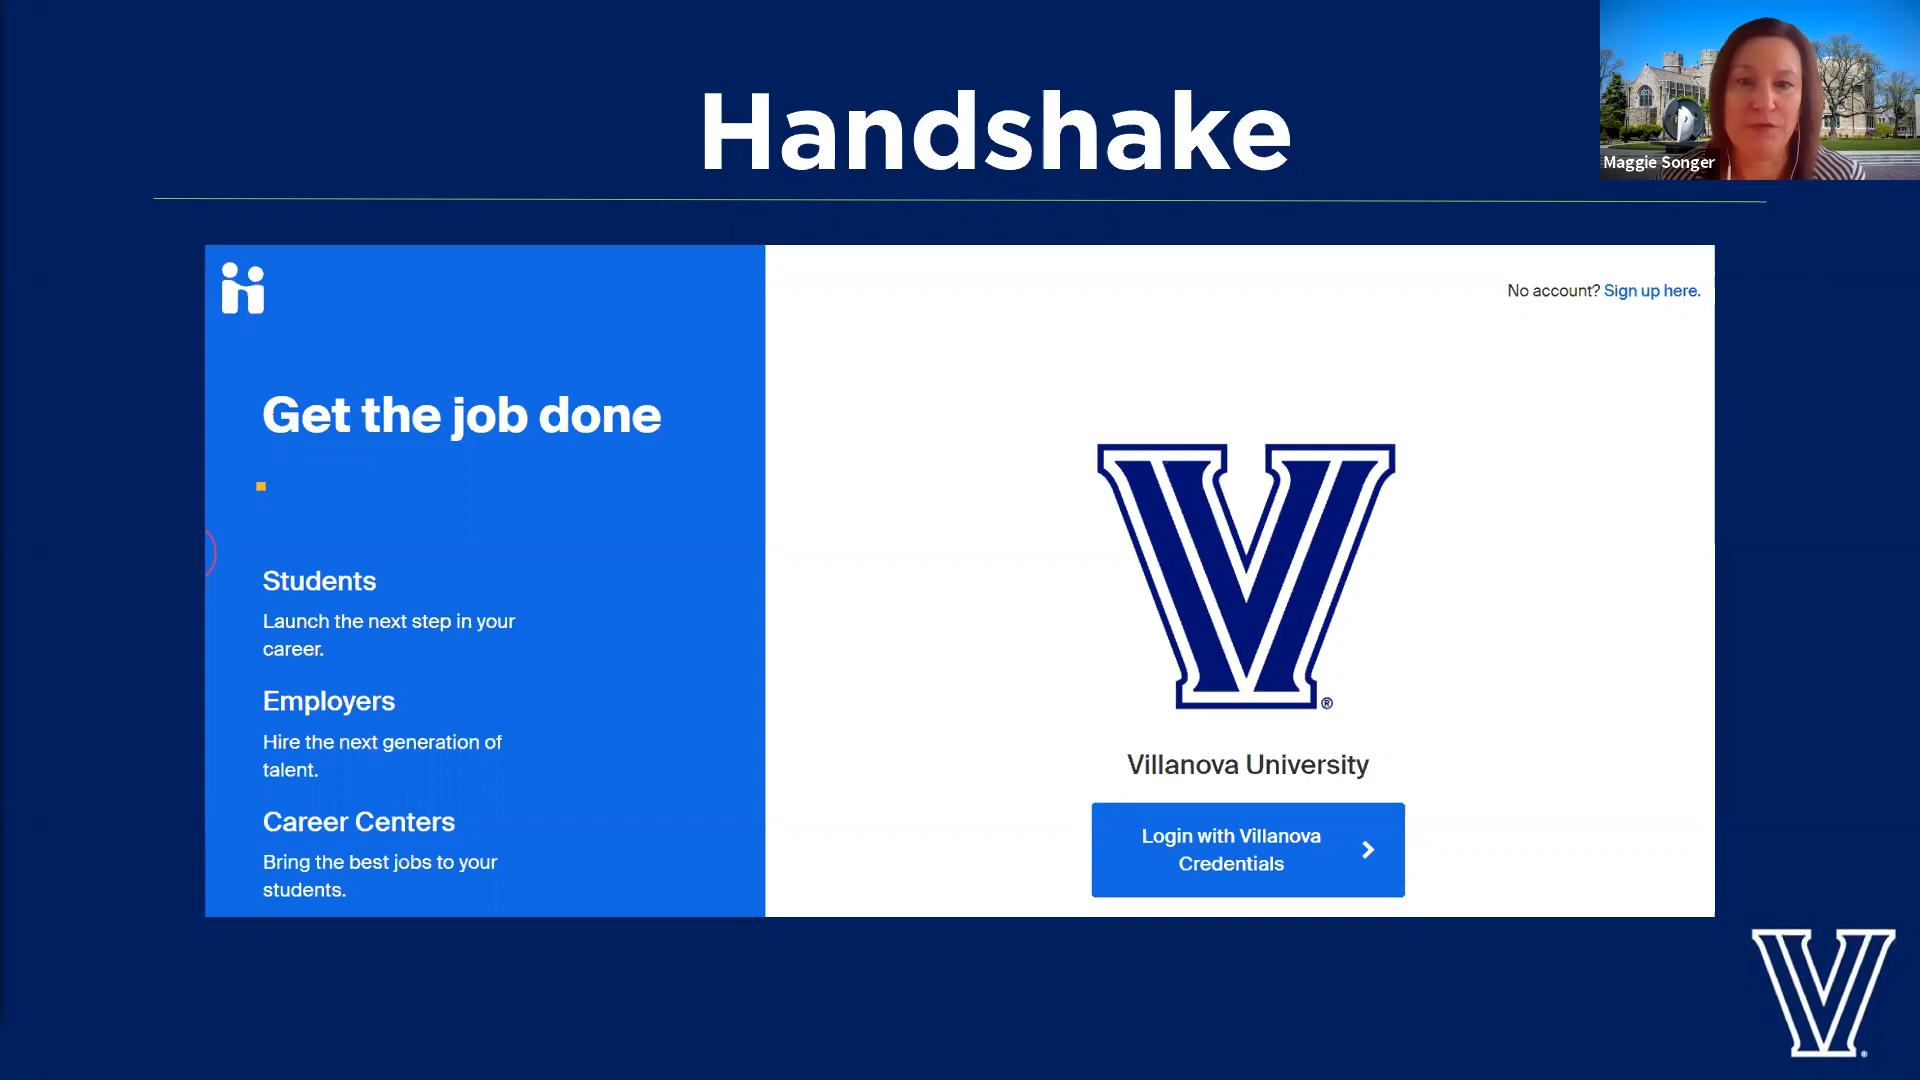 Handshake
Maggie Songer
No account? Sign up here.
Get the job done
Students
Launch the next step in your
career.
Employers
Hire the next generation of
talent.
Career Centers
Bring the best jobs to your
students.
V®
Villanova University
Login with Villanova
Credentials
V